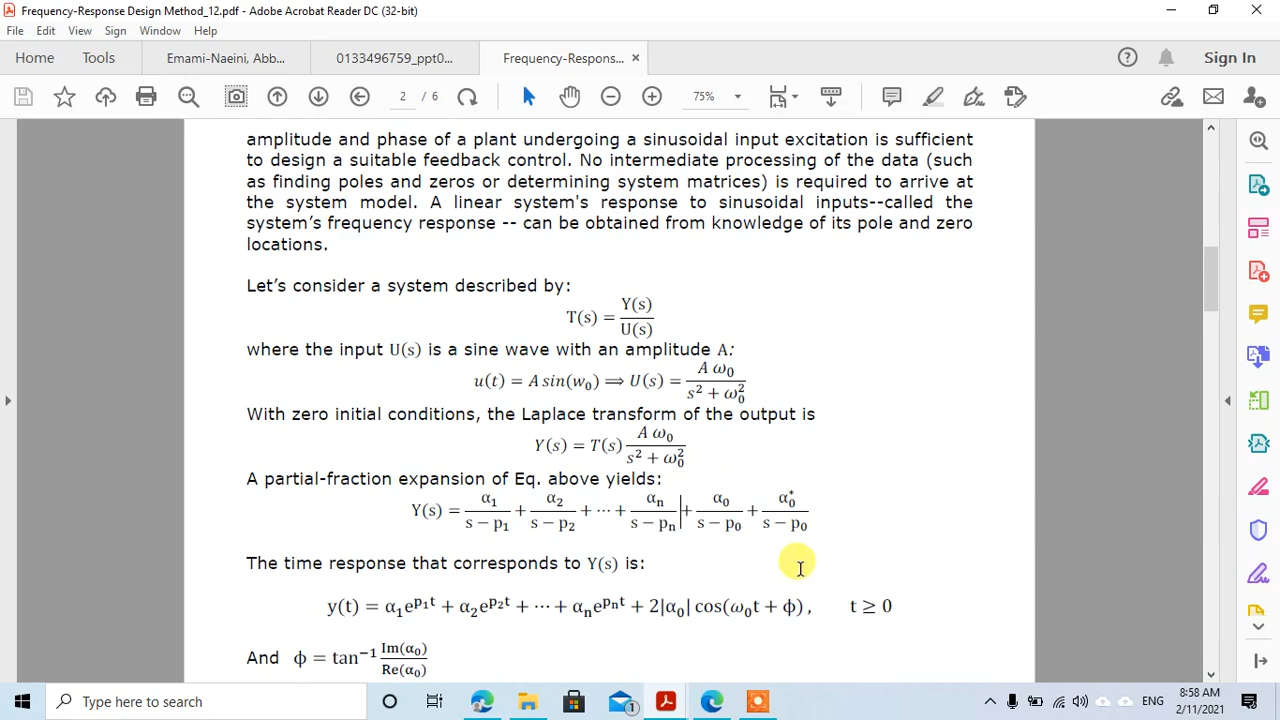 Frequency-Response Design Method_12.pdf - Adobe Acrobat Reader DC (32-bit)
File Edit View Sign Window Help
Home Tools Emami-Naeini, Abb... 0133496759_ppt0... Frequency-Respons... × Sign In
2 / 6 75%
amplitude and phase of a plant undergoing a sinusoidal input excitation is sufficient
to design a suitable feedback control. No intermediate processing of the data (such
as finding poles and zeros or determining system matrices) is required to arrive at
the system model. A linear system's response to sinusoidal inputs--called the
system's frequency response -- can be obtained from knowledge of its pole and zero
locations.
Let's consider a system described by:
T(s) = Y(s) / U(s)
where the input U(s) is a sine wave with an amplitude A:
u(t) = A sin(w₀) ⟹ U(s) = A ω₀ / (s² + ω₀²)
With zero initial conditions, the Laplace transform of the output is
Y(s) = T(s) A ω₀ / (s² + ω₀²)
A partial-fraction expansion of Eq. above yields:
Y(s) = α₁/(s − p₁) + α₂/(s − p₂) + ⋯ + αₙ/(s − pₙ) + α₀/(s − p₀) + α₀*/(s − p₀)
The time response that corresponds to Y(s) is:
y(t) = α₁e^(p₁t) + α₂e^(p₂t) + ⋯ + αₙe^(pₙt) + 2|α₀| cos(ω₀t + ϕ), t ≥ 0
And ϕ = tan⁻¹ Im(α₀)/Re(α₀)
Type here to search
1
ENG
8:58 AM
2/11/2021